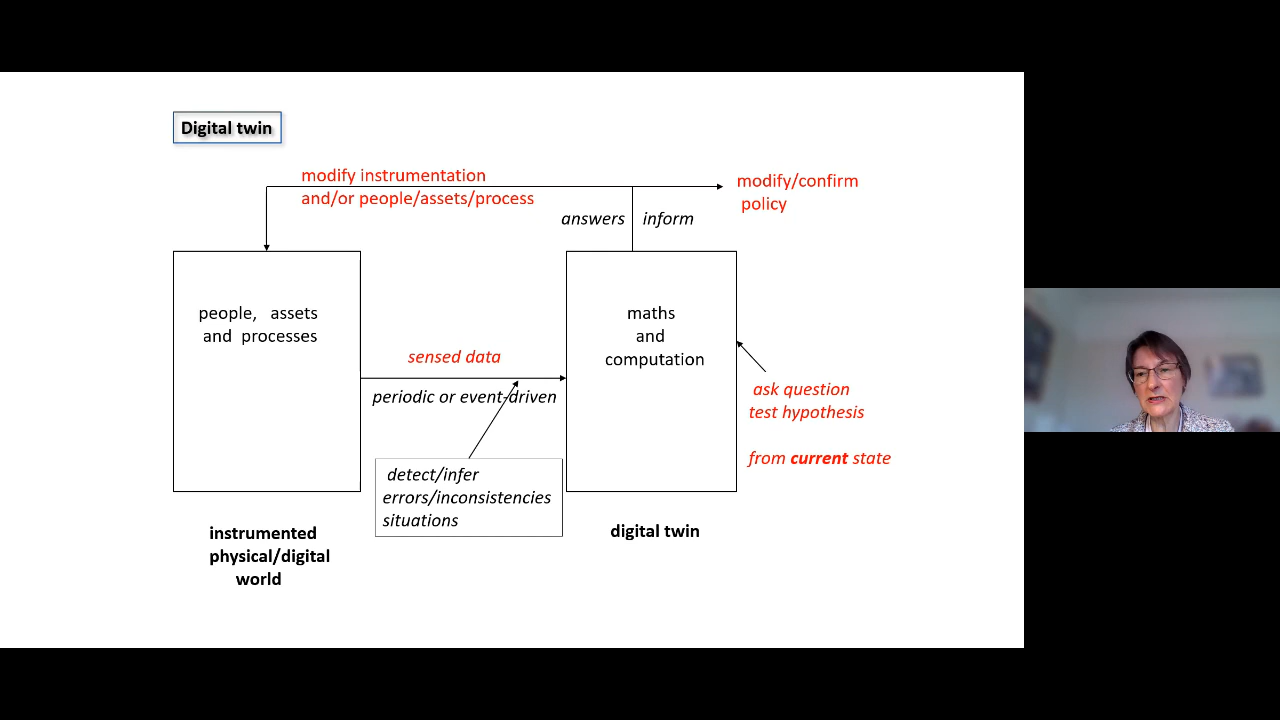 Digital twin
modify instrumentation
and/or people/assets/process
modify/confirm
policy
answers
inform
people, assets
and processes
maths
and
computation
sensed data
periodic or event-driven
ask question
test hypothesis
from current state
detect/infer
errors/inconsistencies
situations
instrumented
physical/digital
world
digital twin